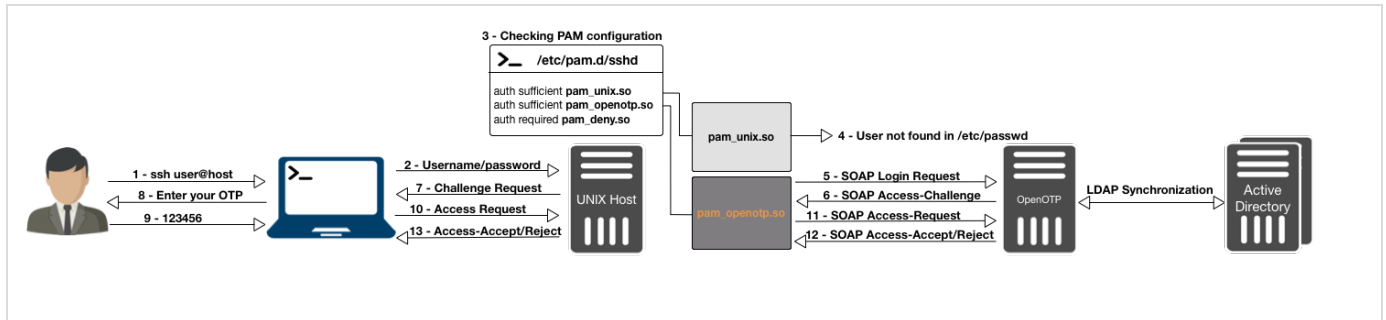 3 - Checking PAM configuration
>_ /etc/pam.d/sshd
auth sufficient pam_unix.so
auth sufficient pam_openotp.so
auth required pam_deny.so
pam_unix.so
4 - User not found in /etc/passwd
1 - ssh user@host
8 - Enter your OTP
9 - 123456
>_
2 - Username/password
7 - Challenge Request
10 - Access Request
13 - Access-Accept/Reject
UNIX Host
pam_openotp.so
5 - SOAP Login Request
6 - SOAP Access-Challenge
11 - SOAP Access-Request
12 - SOAP Access-Accept/Reject
OpenOTP
LDAP Synchronization
Active
Directory